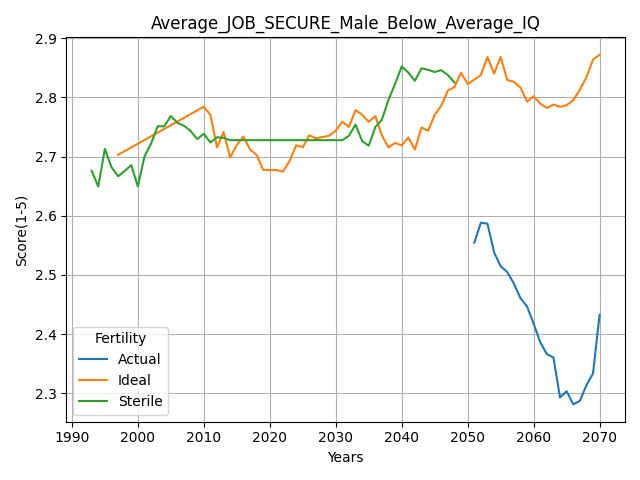 Average_JOB_SECURE_Male_Below_Average_IQ
Score(1-5)
2.9
2.8
2.7
2.6
2.5
2.4
2.3
Fertility
Actual
Ideal
Sterile
1990 2000 2010 2020 2030 2040 2050 2060 2070
Years